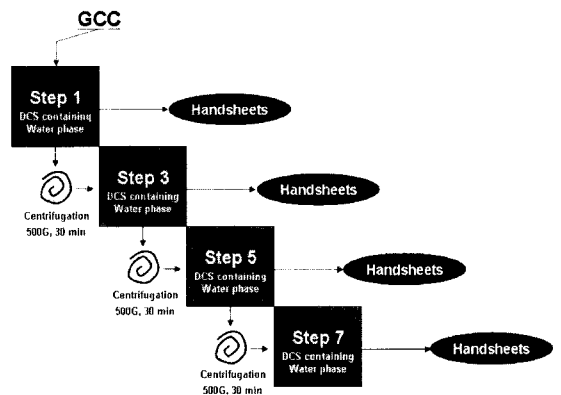 GCC
Step 1
DCS containing
Water phase
Handsheets
Centrifugation
500G, 30 min
Step 3
DCS containing
Water phase
Handsheets
Centrifugation
500G, 30 min
Step 5
DCS containing
Water phase
Handsheets
Centrifugation
500G, 30 min
Step 7
DCS containing
Water phase
Handsheets